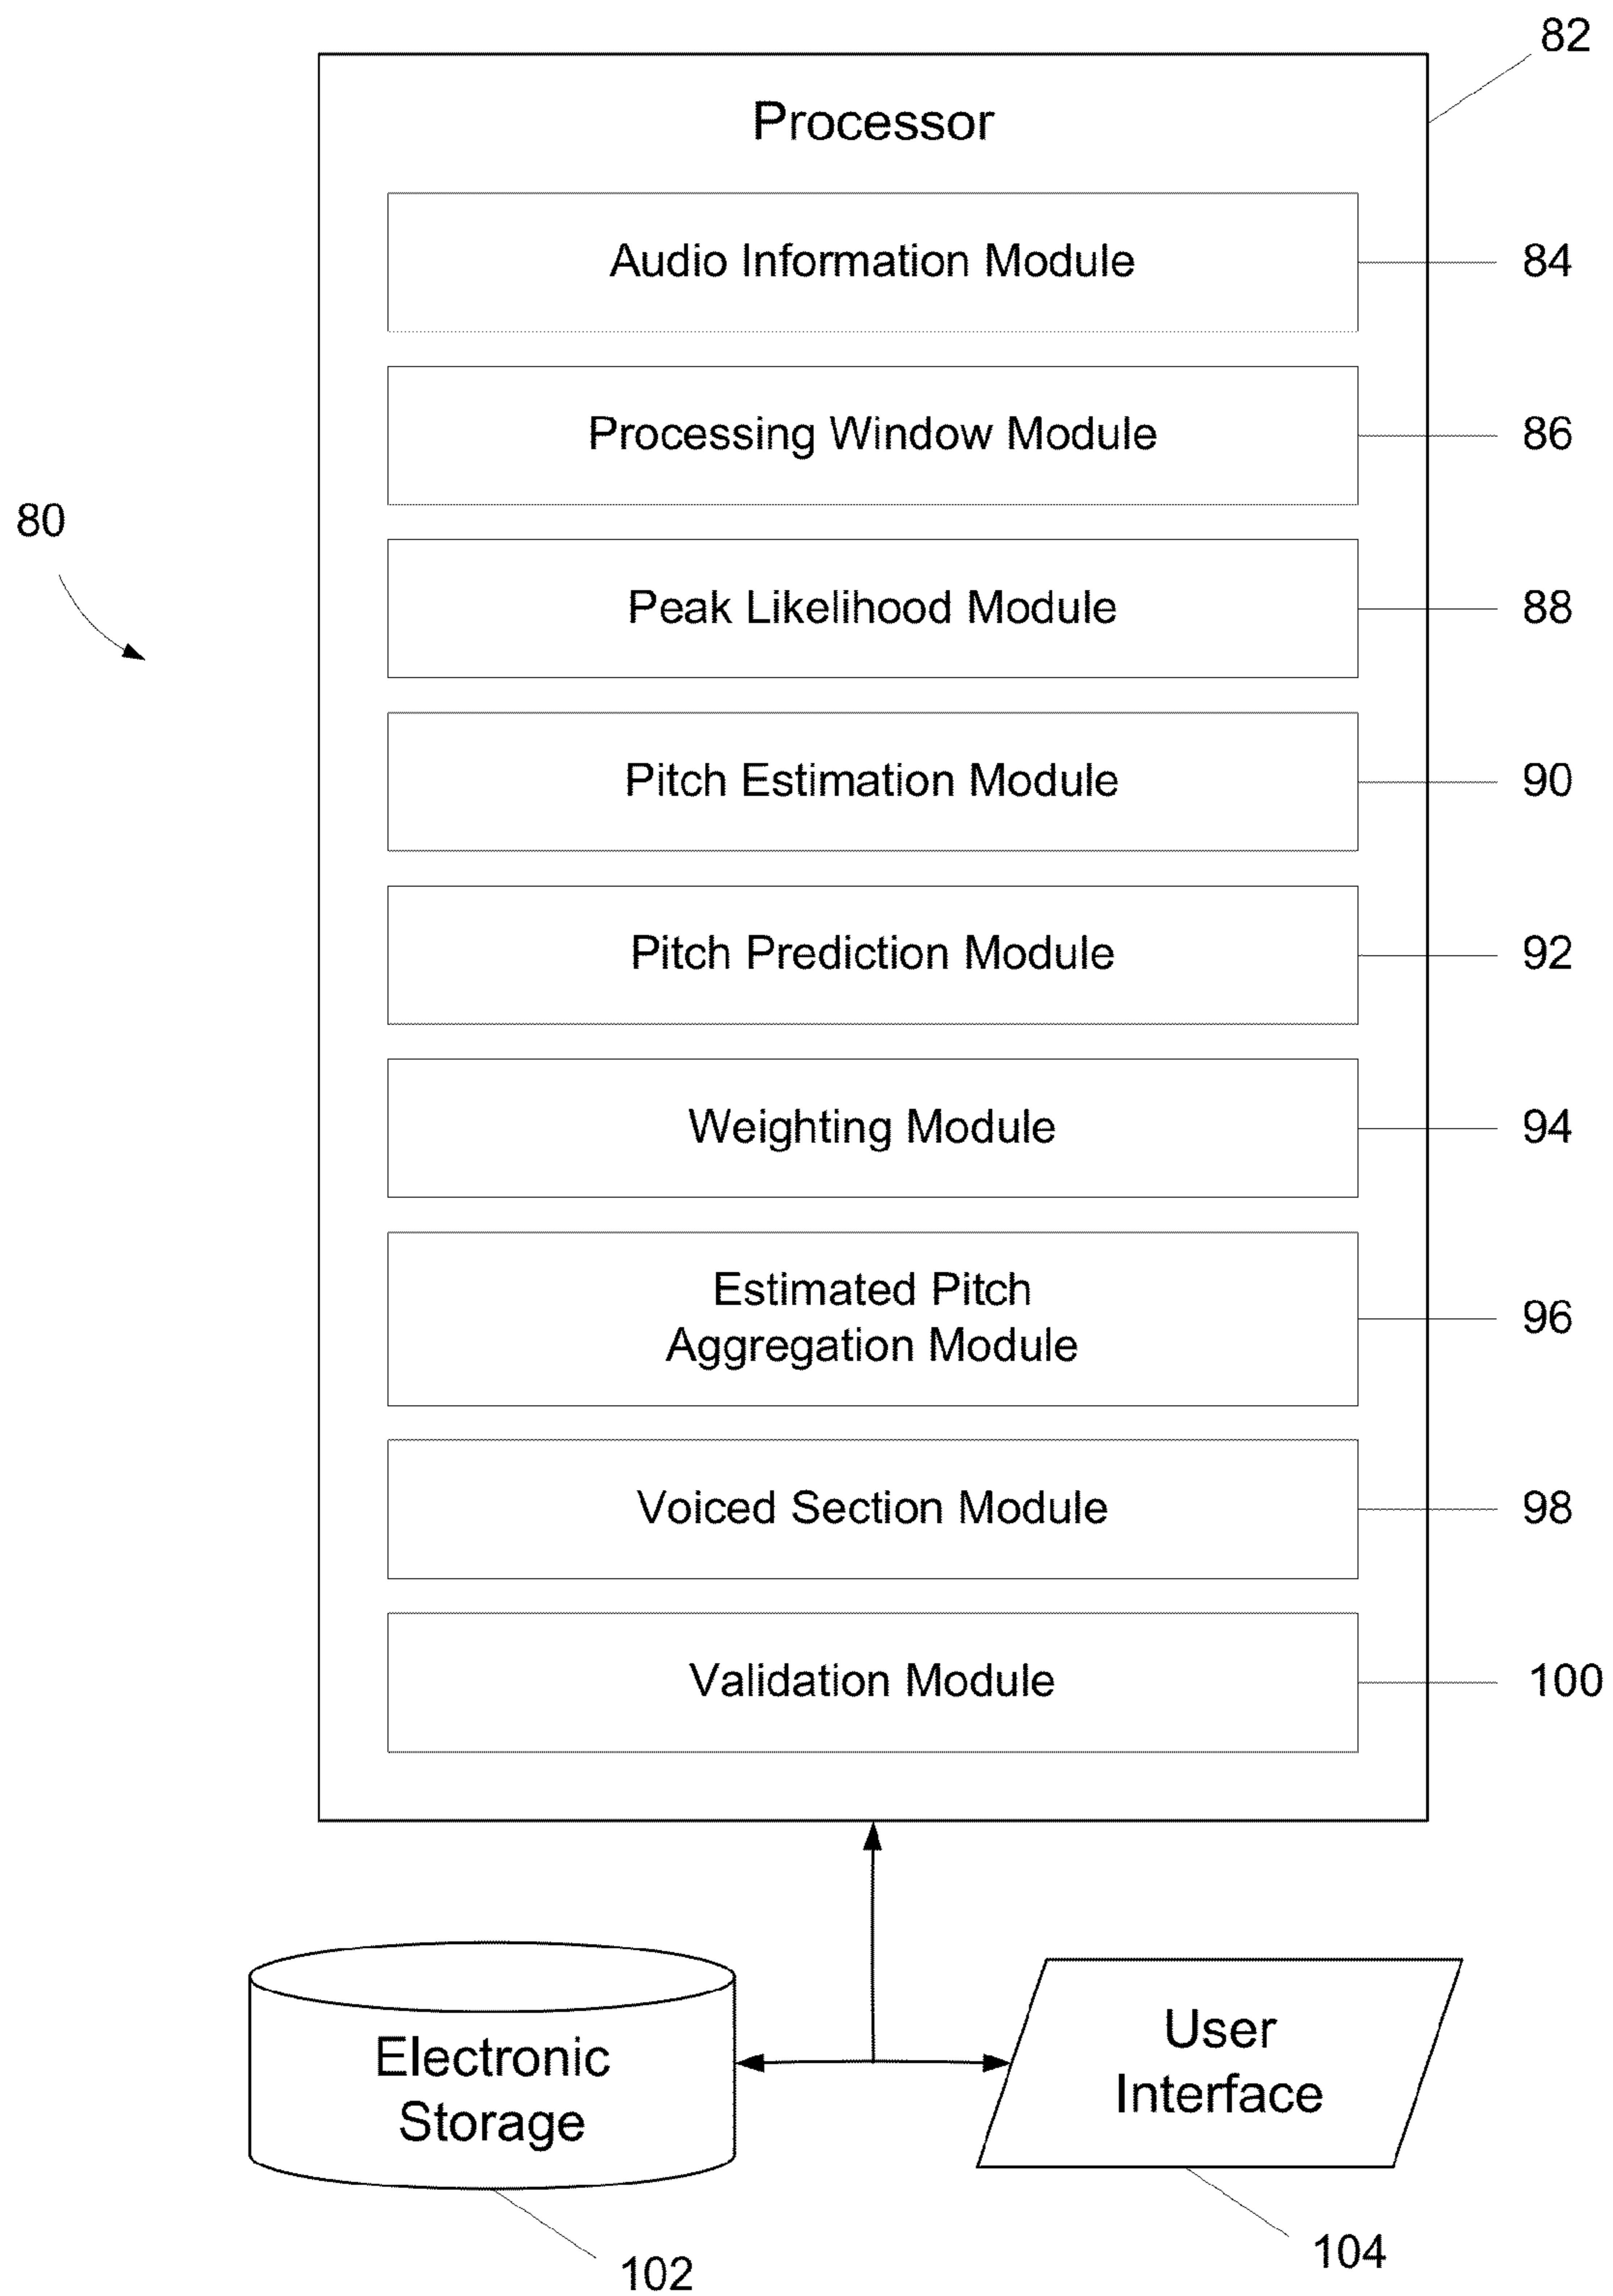 82
Processor
Audio Information Module
84
Processing Window Module
86
80
Peak Likelihood Module
88
Pitch Estimation Module
90
Pitch Prediction Module
92
Weighting Module
94
Estimated Pitch
Aggregation Module
96
Voiced Section Module
98
Validation Module
100
Electronic
Storage
User
Interface
102
104